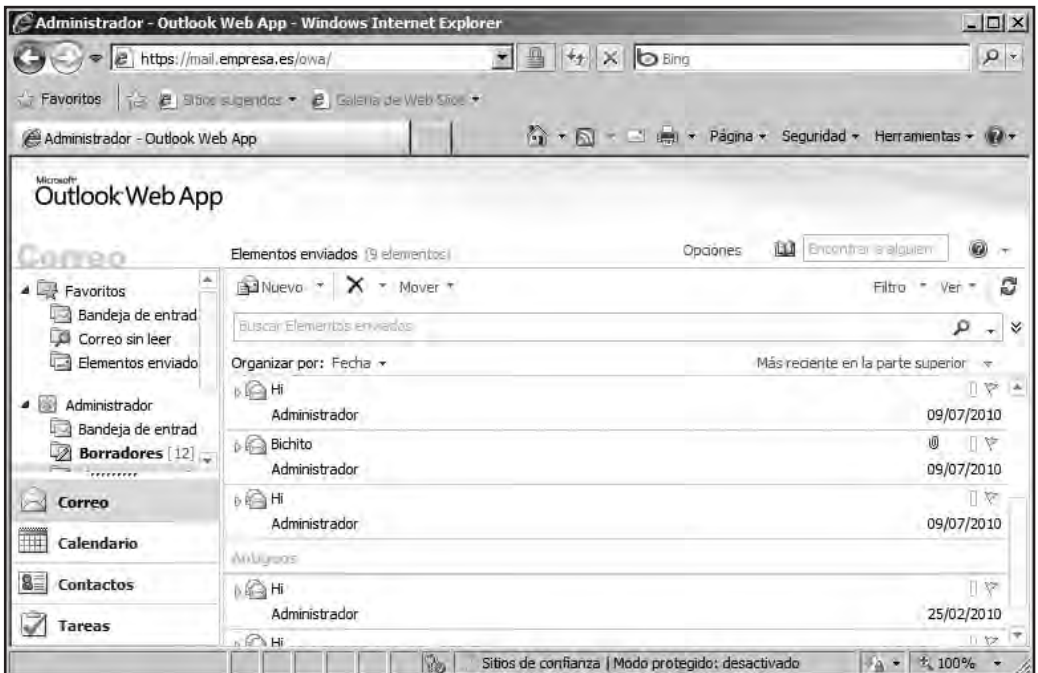 Administrador - Outlook Web App - Windows Internet Explorer
https://mail.empresa.es/owa/
Bing
Favoritos
Sitios sugeridos
Galería de Web Slice
Administrador - Outlook Web App
Página
Seguridad
Herramientas
Microsoft
Outlook Web App
Correo
Elementos enviados (9 elementos)
Opciones
Encontrar a alguien
Favoritos
Bandeja de entrad
Correo sin leer
Elementos enviado
Administrador
Bandeja de entrad
Borradores [12]
Correo
Calendario
Contactos
Tareas
Nuevo
Mover
Filtro
Ver
Buscar Elementos enviados
Organizar por: Fecha
Más reciente en la parte superior
Hi
Administrador
09/07/2010
Bichito
Administrador
09/07/2010
Hi
Administrador
09/07/2010
Antiguos
Hi
Administrador
25/02/2010
Hi
Sitios de confianza | Modo protegido: desactivado
100%